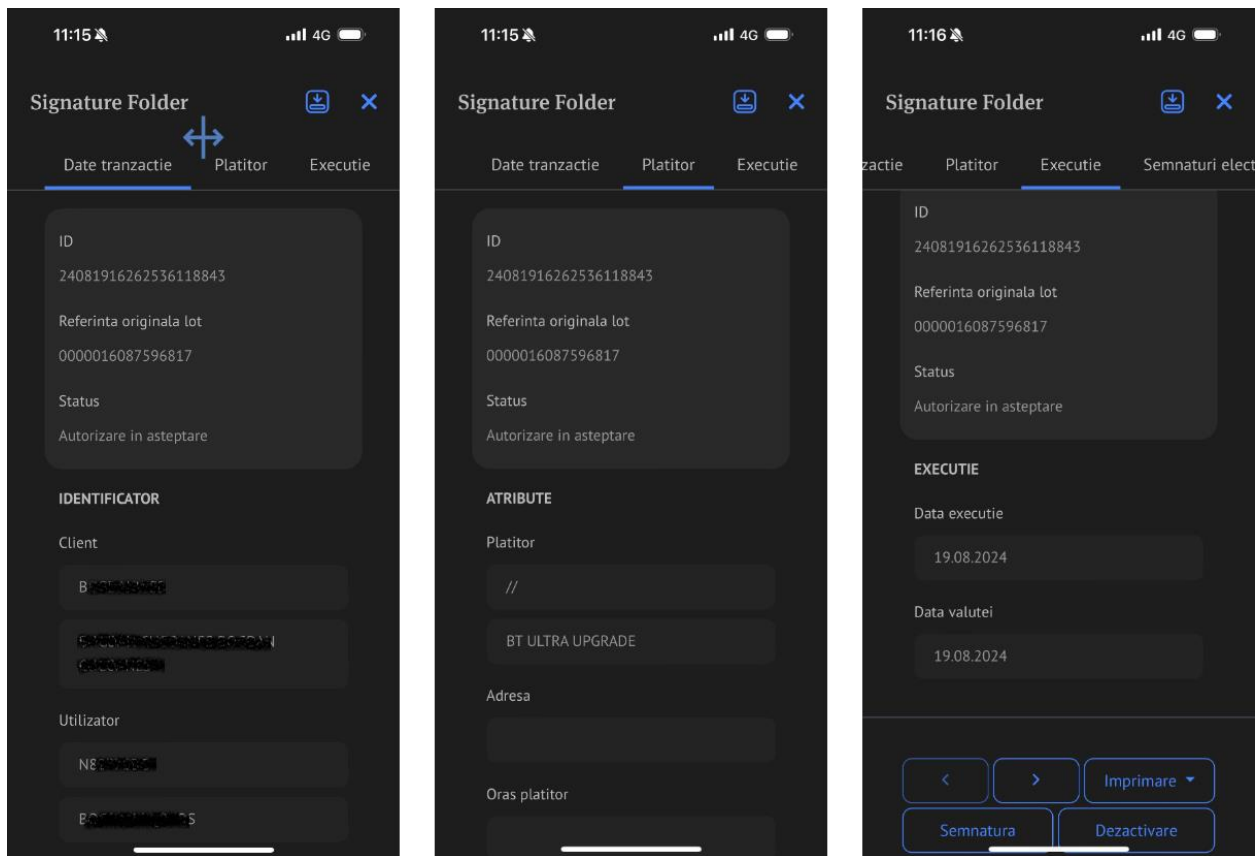 11:15
4G
Signature Folder
Date tranzactie Platitor Executie
ID
24081916262536118843
Referinta originala lot
0000016087596817
Status
Autorizare in asteptare
IDENTIFICATOR
Client
Utilizator
11:15
4G
Signature Folder
Date tranzactie Platitor Executie
ID
24081916262536118843
Referinta originala lot
0000016087596817
Status
Autorizare in asteptare
ATRIBUTE
Platitor
//
BT ULTRA UPGRADE
Adresa
Oras platitor
11:16
4G
Signature Folder
zactie Platitor Executie Semnaturi elect
ID
24081916262536118843
Referinta originala lot
0000016087596817
Status
Autorizare in asteptare
EXECUTIE
Data executie
19.08.2024
Data valutei
19.08.2024
Imprimare
Semnatura Dezactivare